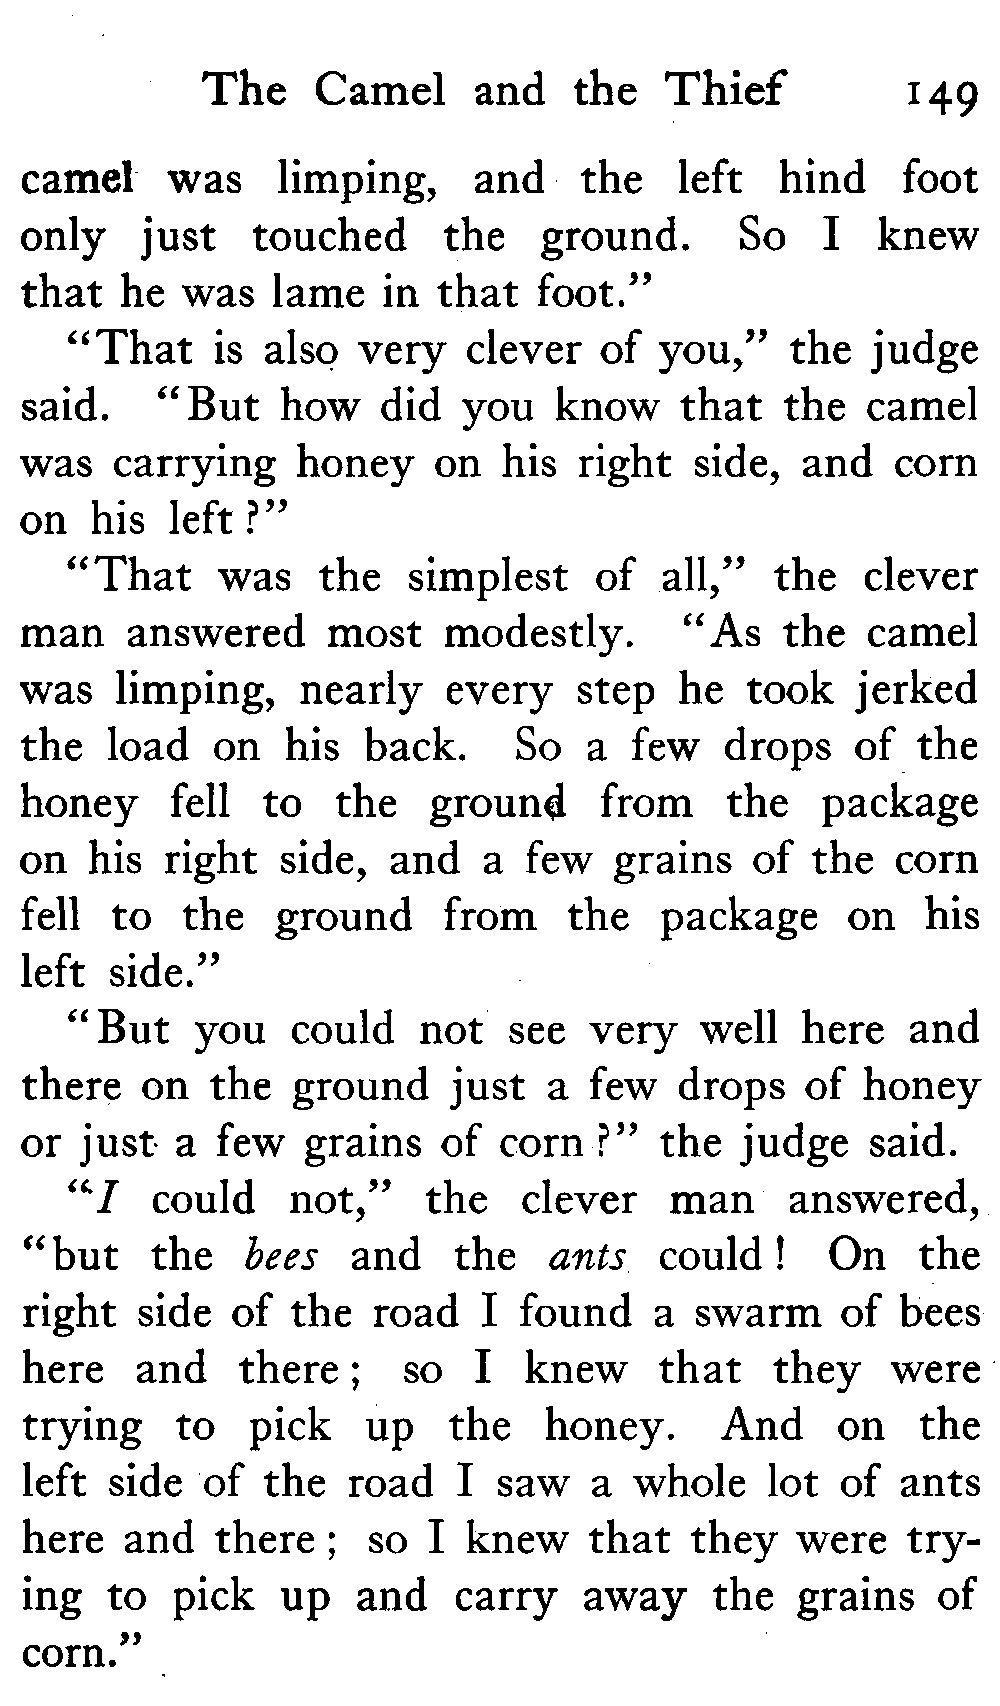 The Camel and the Thief 149
camel was limping, and the left hind foot
only just touched the ground. So I knew
that he was lame in that foot.”
“That is also very clever of you,” the judge
said. “But how did you know that the camel
was carrying honey on his right side, and corn
on his left?”
“That was the simplest of all,” the clever
man answered most modestly. “As the camel
was limping, nearly every step he took jerked
the load on his back. So a few drops of the
honey fell to the ground from the package
on his right side, and a few grains of the corn
fell to the ground from the package on his
left side.”
“But you could not see very well here and
there on the ground just a few drops of honey
or just a few grains of corn?” the judge said.
“I could not,” the clever man answered,
“but the bees and the ants could! On the
right side of the road I found a swarm of bees
here and there; so I knew that they were
trying to pick up the honey. And on the
left side of the road I saw a whole lot of ants
here and there; so I knew that they were try-
ing to pick up and carry away the grains of
corn.”